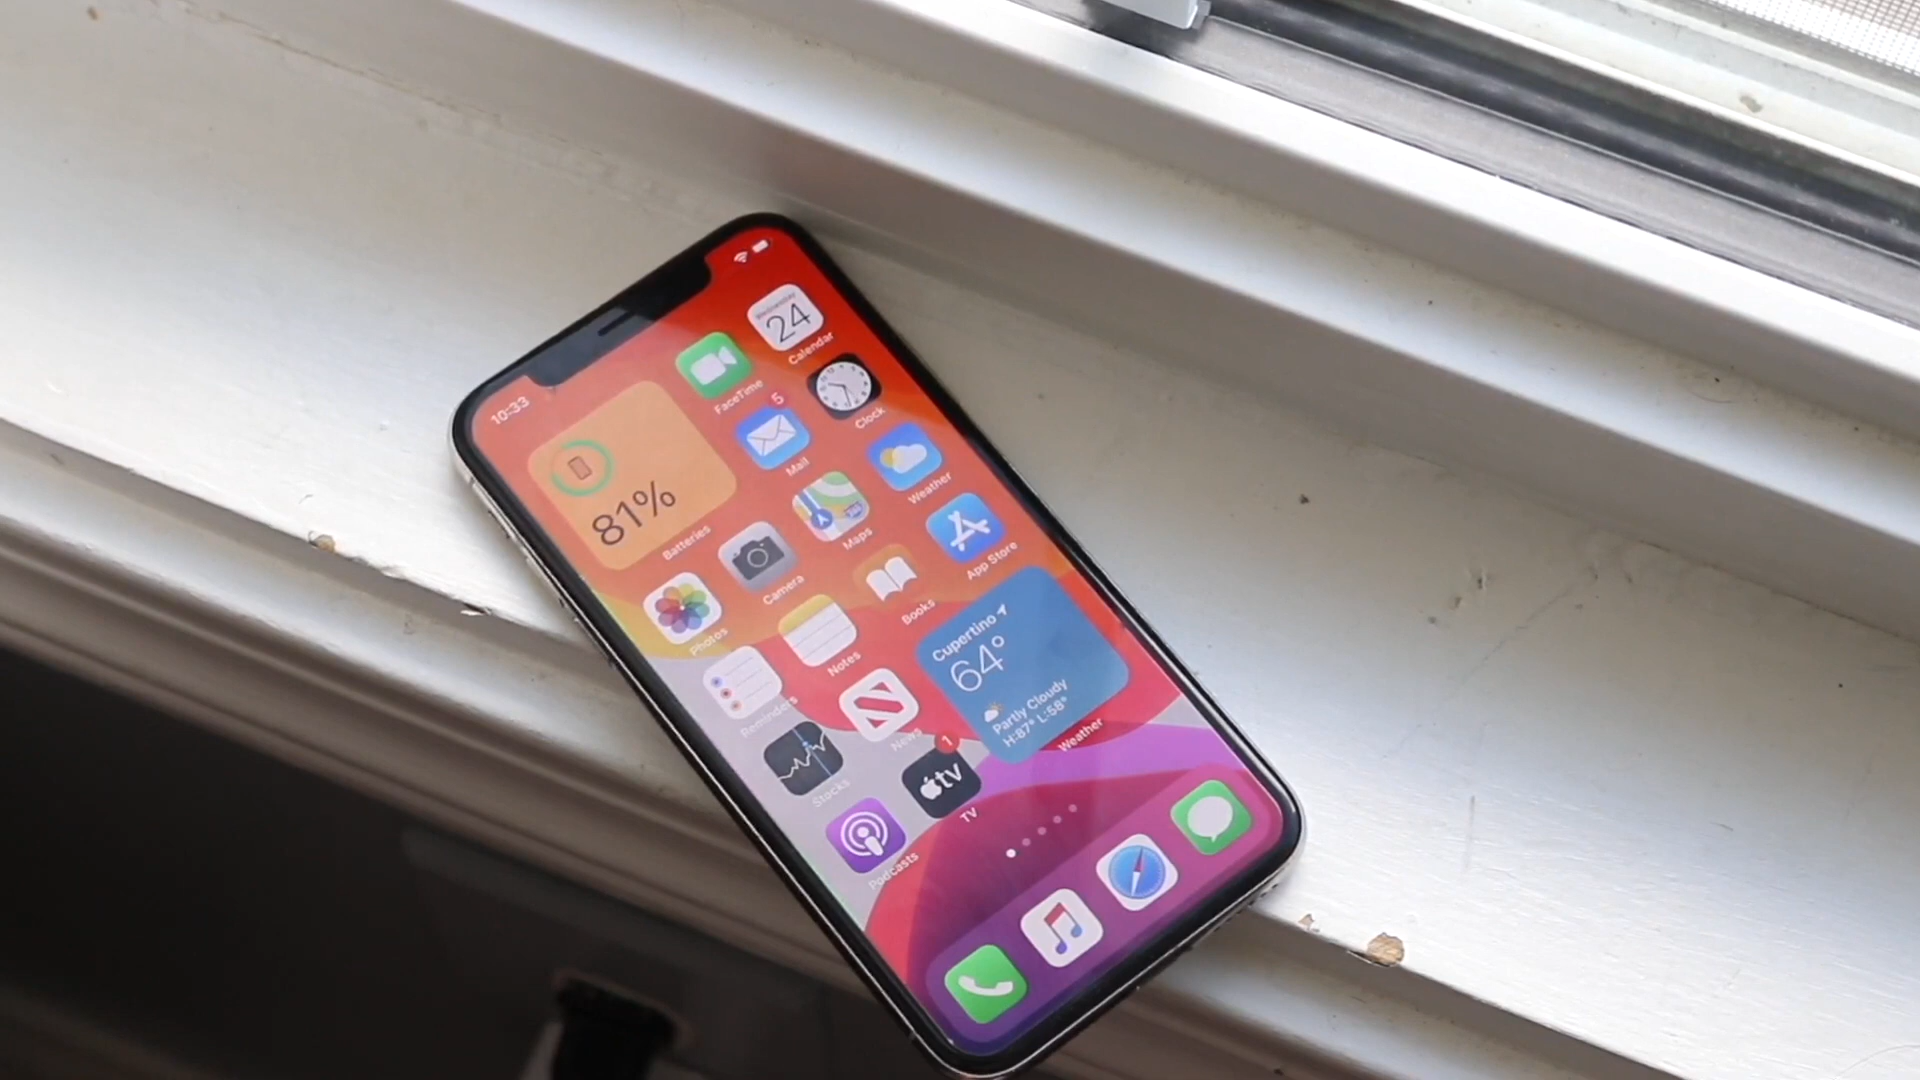 10:33
Wednesday
24
FaceTime
Calendar
81%
Batteries
5
Mail
Clock
Photos
Camera
Maps
Weather
Reminders
Notes
Books
App Store
Stocks
News
Cupertino
64°
Partly Cloudy
H:87° L:58°
Weather
1
tv
Podcasts
TV